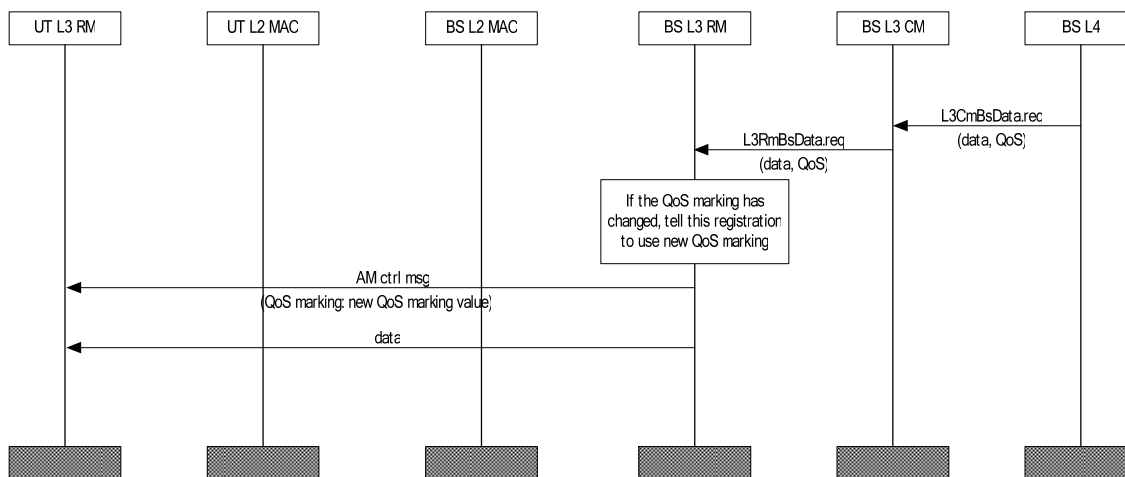 UT L3 RM
UT L2 MAC
BS L2 MAC
BS L3 RM
BS L3 CM
BS L4
L3CmBsData.req
(data, QoS)
L3RmBsData.req
(data, QoS)
If the QoS marking has
changed, tell this registration
to use new QoS marking
AM ctrl msg
(QoS marking: new QoS marking value)
data